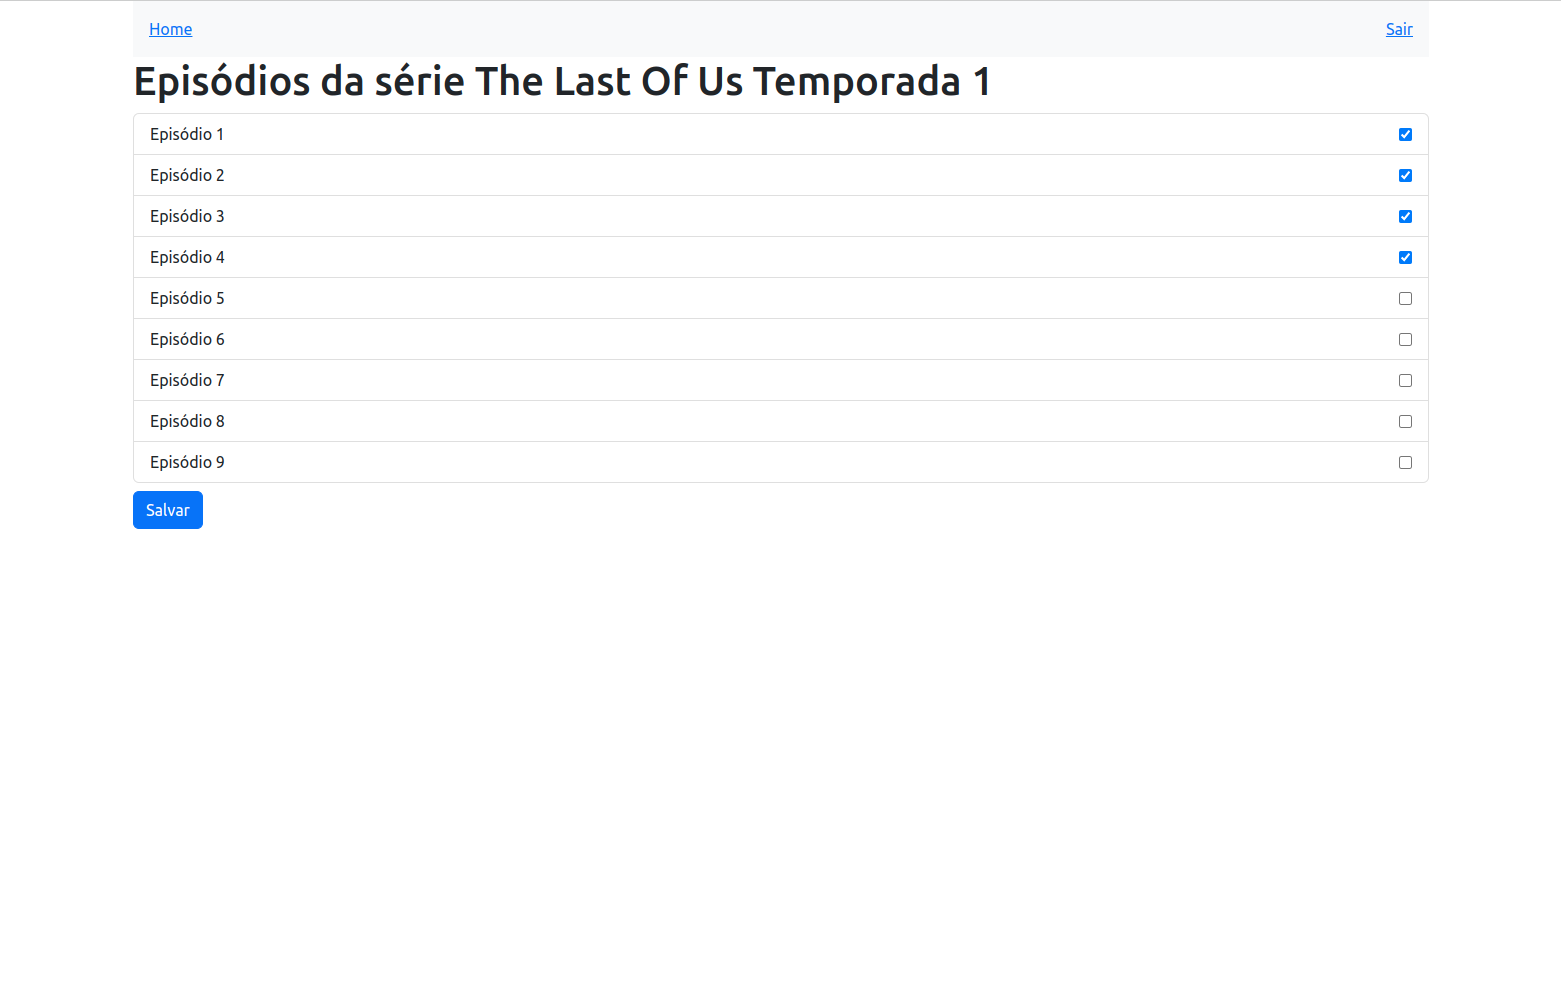 Home Sair
Episódios da série The Last Of Us Temporada 1
Episódio 1
Episódio 2
Episódio 3
Episódio 4
Episódio 5
Episódio 6
Episódio 7
Episódio 8
Episódio 9
Salvar